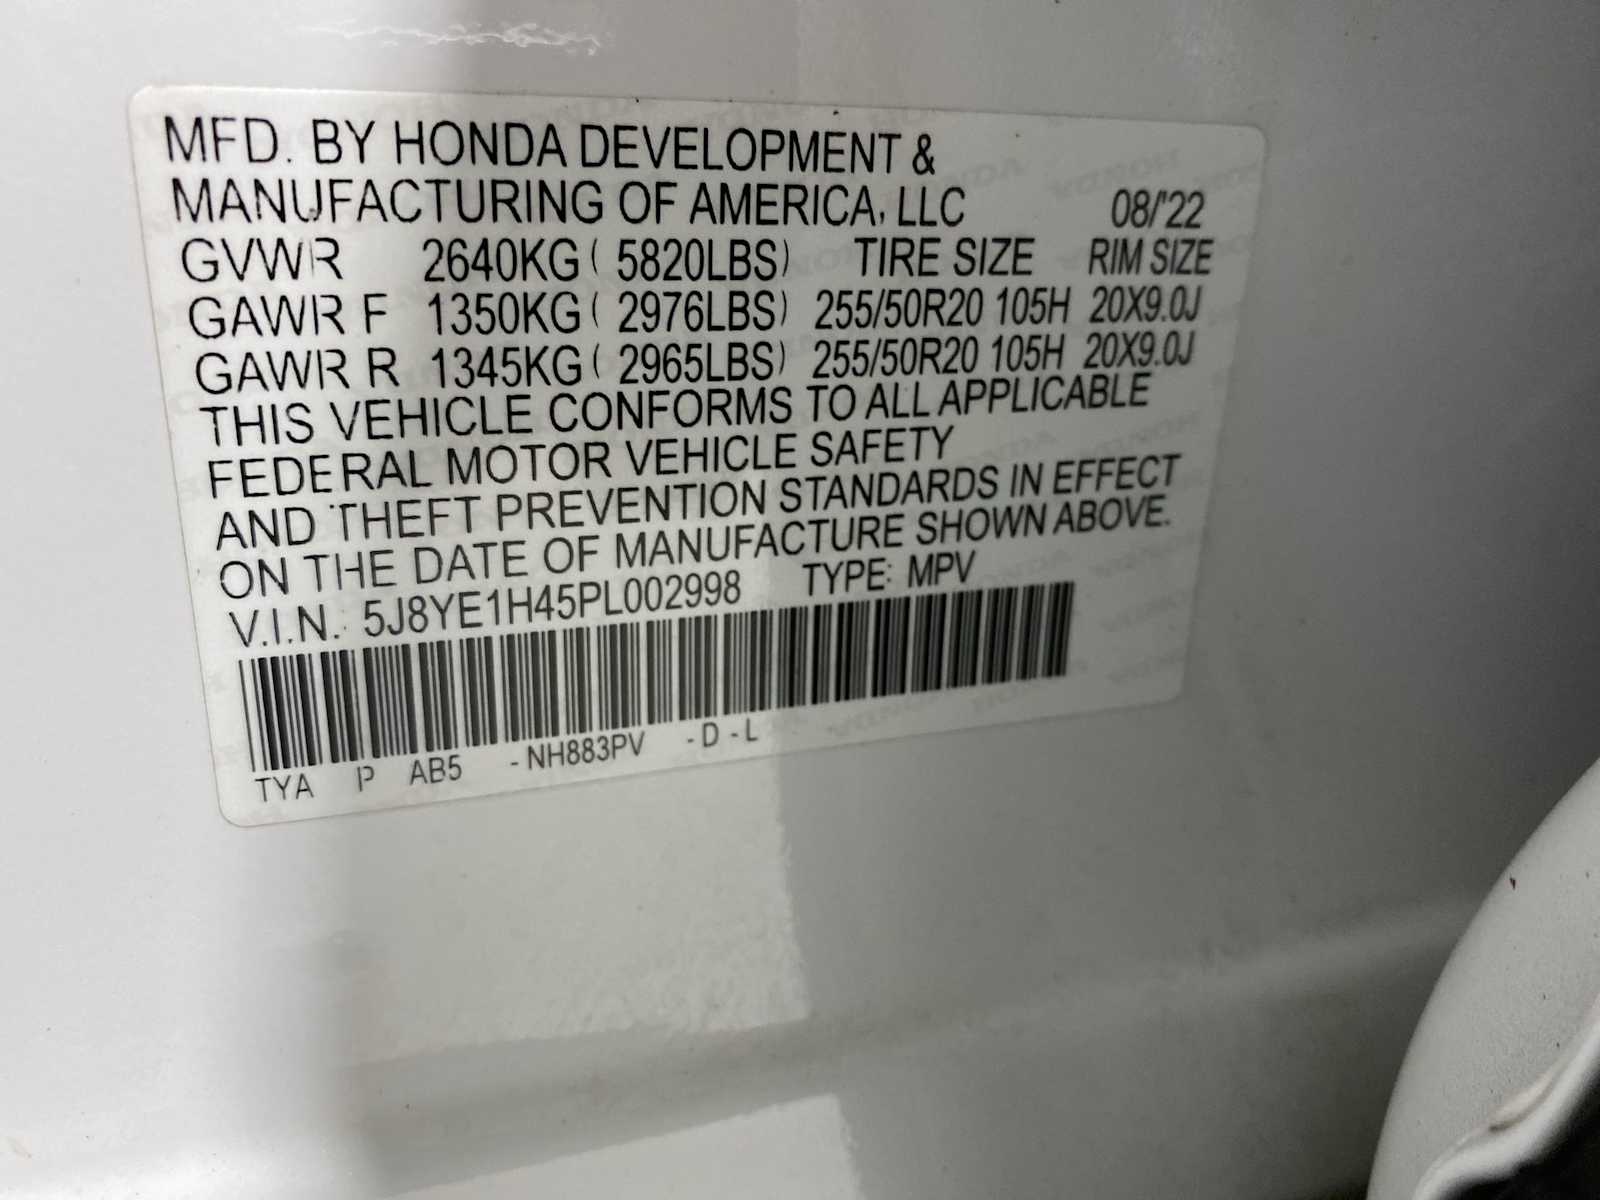 MFD. BY HONDA DEVELOPMENT &
MANUFACTURING OF AMERICA, LLC 08/'22
GVWR 2640KG ( 5820LBS) TIRE SIZE RIM SIZE
GAWR F 1350KG ( 2976LBS) 255/50R20 105H 20X9.0J
GAWR R 1345KG ( 2965LBS) 255/50R20 105H 20X9.0J
THIS VEHICLE CONFORMS TO ALL APPLICABLE
FEDERAL MOTOR VEHICLE SAFETY
AND THEFT PREVENTION STANDARDS IN EFFECT
ON THE DATE OF MANUFACTURE SHOWN ABOVE.
V.I.N.: 5J8YE1H45PL002998 TYPE: MPV
TYA P AB5 -NH883PV -D-L